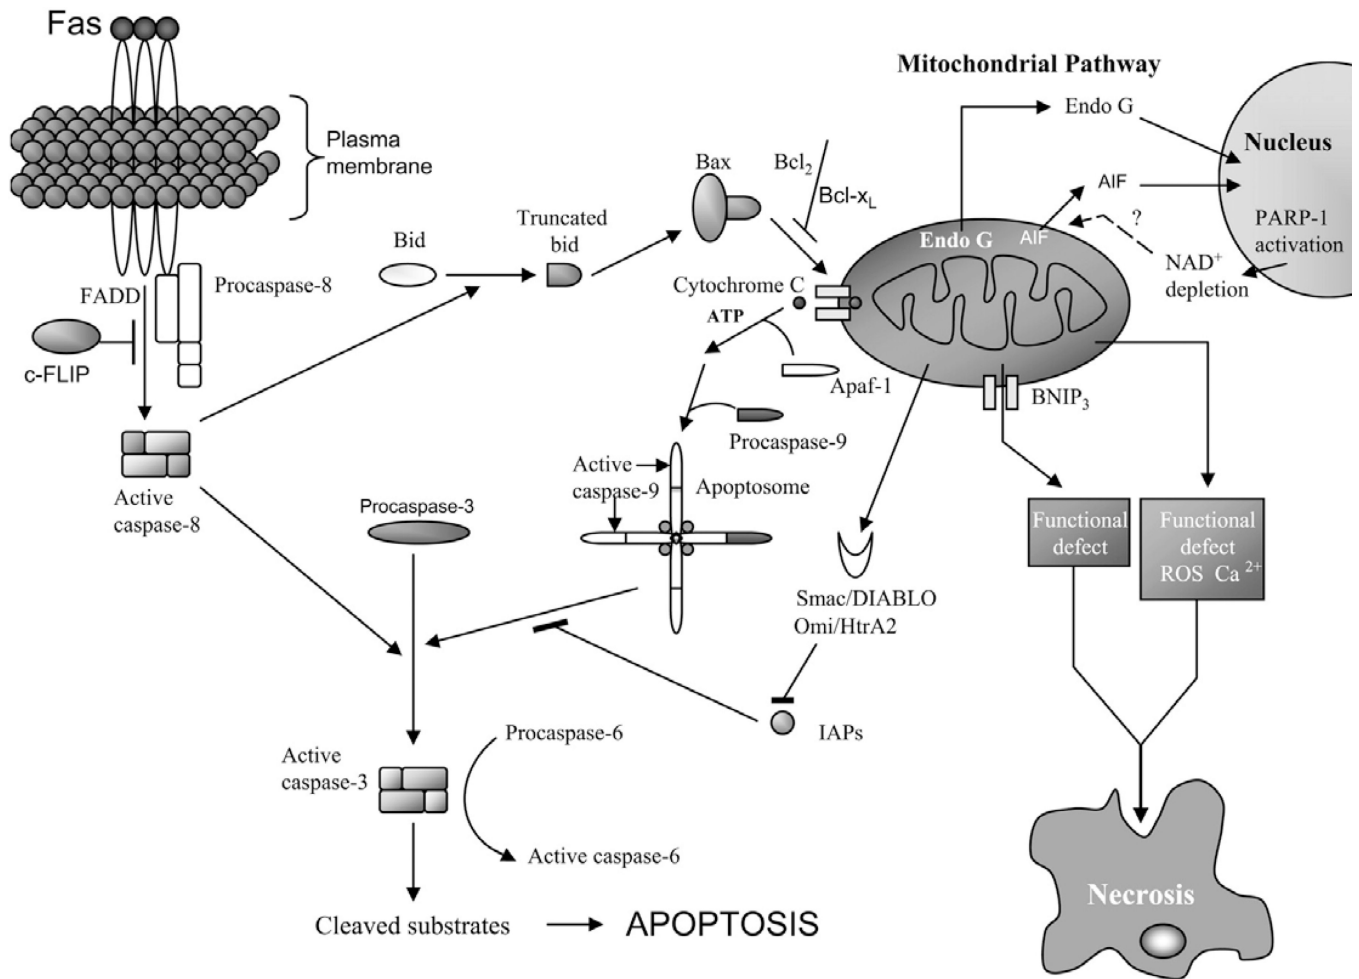 Fas
Plasma
membrane
FADD
Procaspase-8
c-FLIP
Active
caspase-8
Bid
Truncated
bid
Bax
Bcl2
Bcl-xL
Mitochondrial Pathway
Endo G
AIF
Nucleus
PARP-1
activation
?
NAD+
depletion
Endo G
AIF
Cytochrome C
ATP
Apaf-1
BNIP3
Procaspase-9
Active
caspase-9
Apoptosome
Procaspase-3
Smac/DIABLO
Omi/HtrA2
IAPs
Functional
defect
Functional
defect
ROS Ca2+
Active
caspase-3
Procaspase-6
Active caspase-6
Cleaved substrates
APOPTOSIS
Necrosis